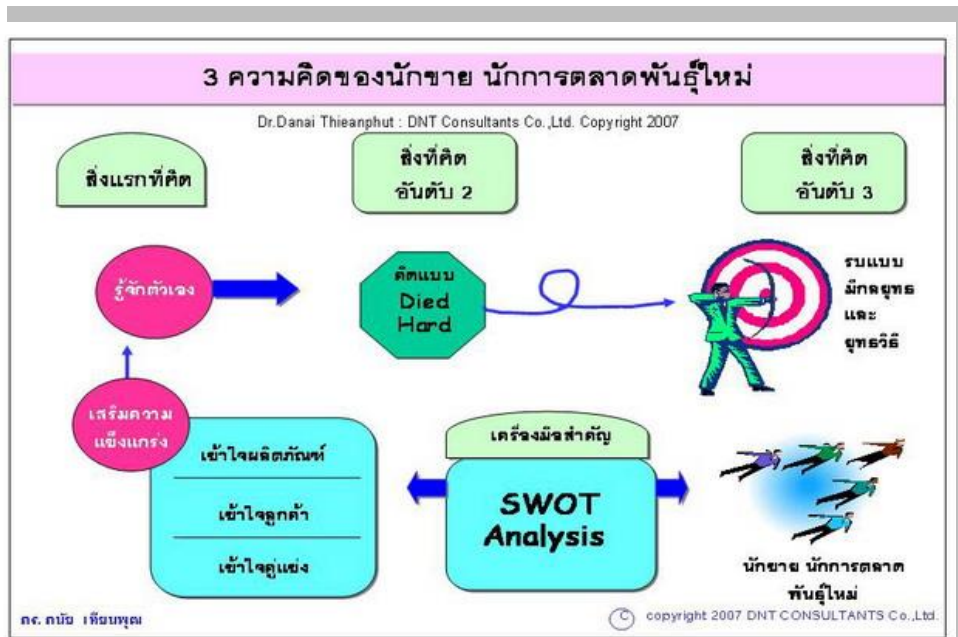 3 ความคิดของนักขาย นักการตลาดพันธุ์ใหม่
Dr.Danai Thieanphut : DNT Consultants Co.,Ltd. Copyright 2007
สิ่งแรกที่คิด
สิ่งที่คิด
อันดับ 2
สิ่งที่คิด
อันดับ 3
รู้จักตัวเอง
คิดแบบ
Died
Hard
รบแบบ
มีกลยุทธ
และ
ยุทธวิธี
เสริมความ
แข็งแกร่ง
เข้าใจผลิตภัณฑ์
เข้าใจลูกค้า
เข้าใจคู่แข่ง
เครื่องมือสำคัญ
SWOT
Analysis
นักขาย นักการตลาด
พันธุ์ใหม่
ดร. ดนัย เทียนพุฒ
C copyright 2007 DNT CONSULTANTS Co.,Ltd.